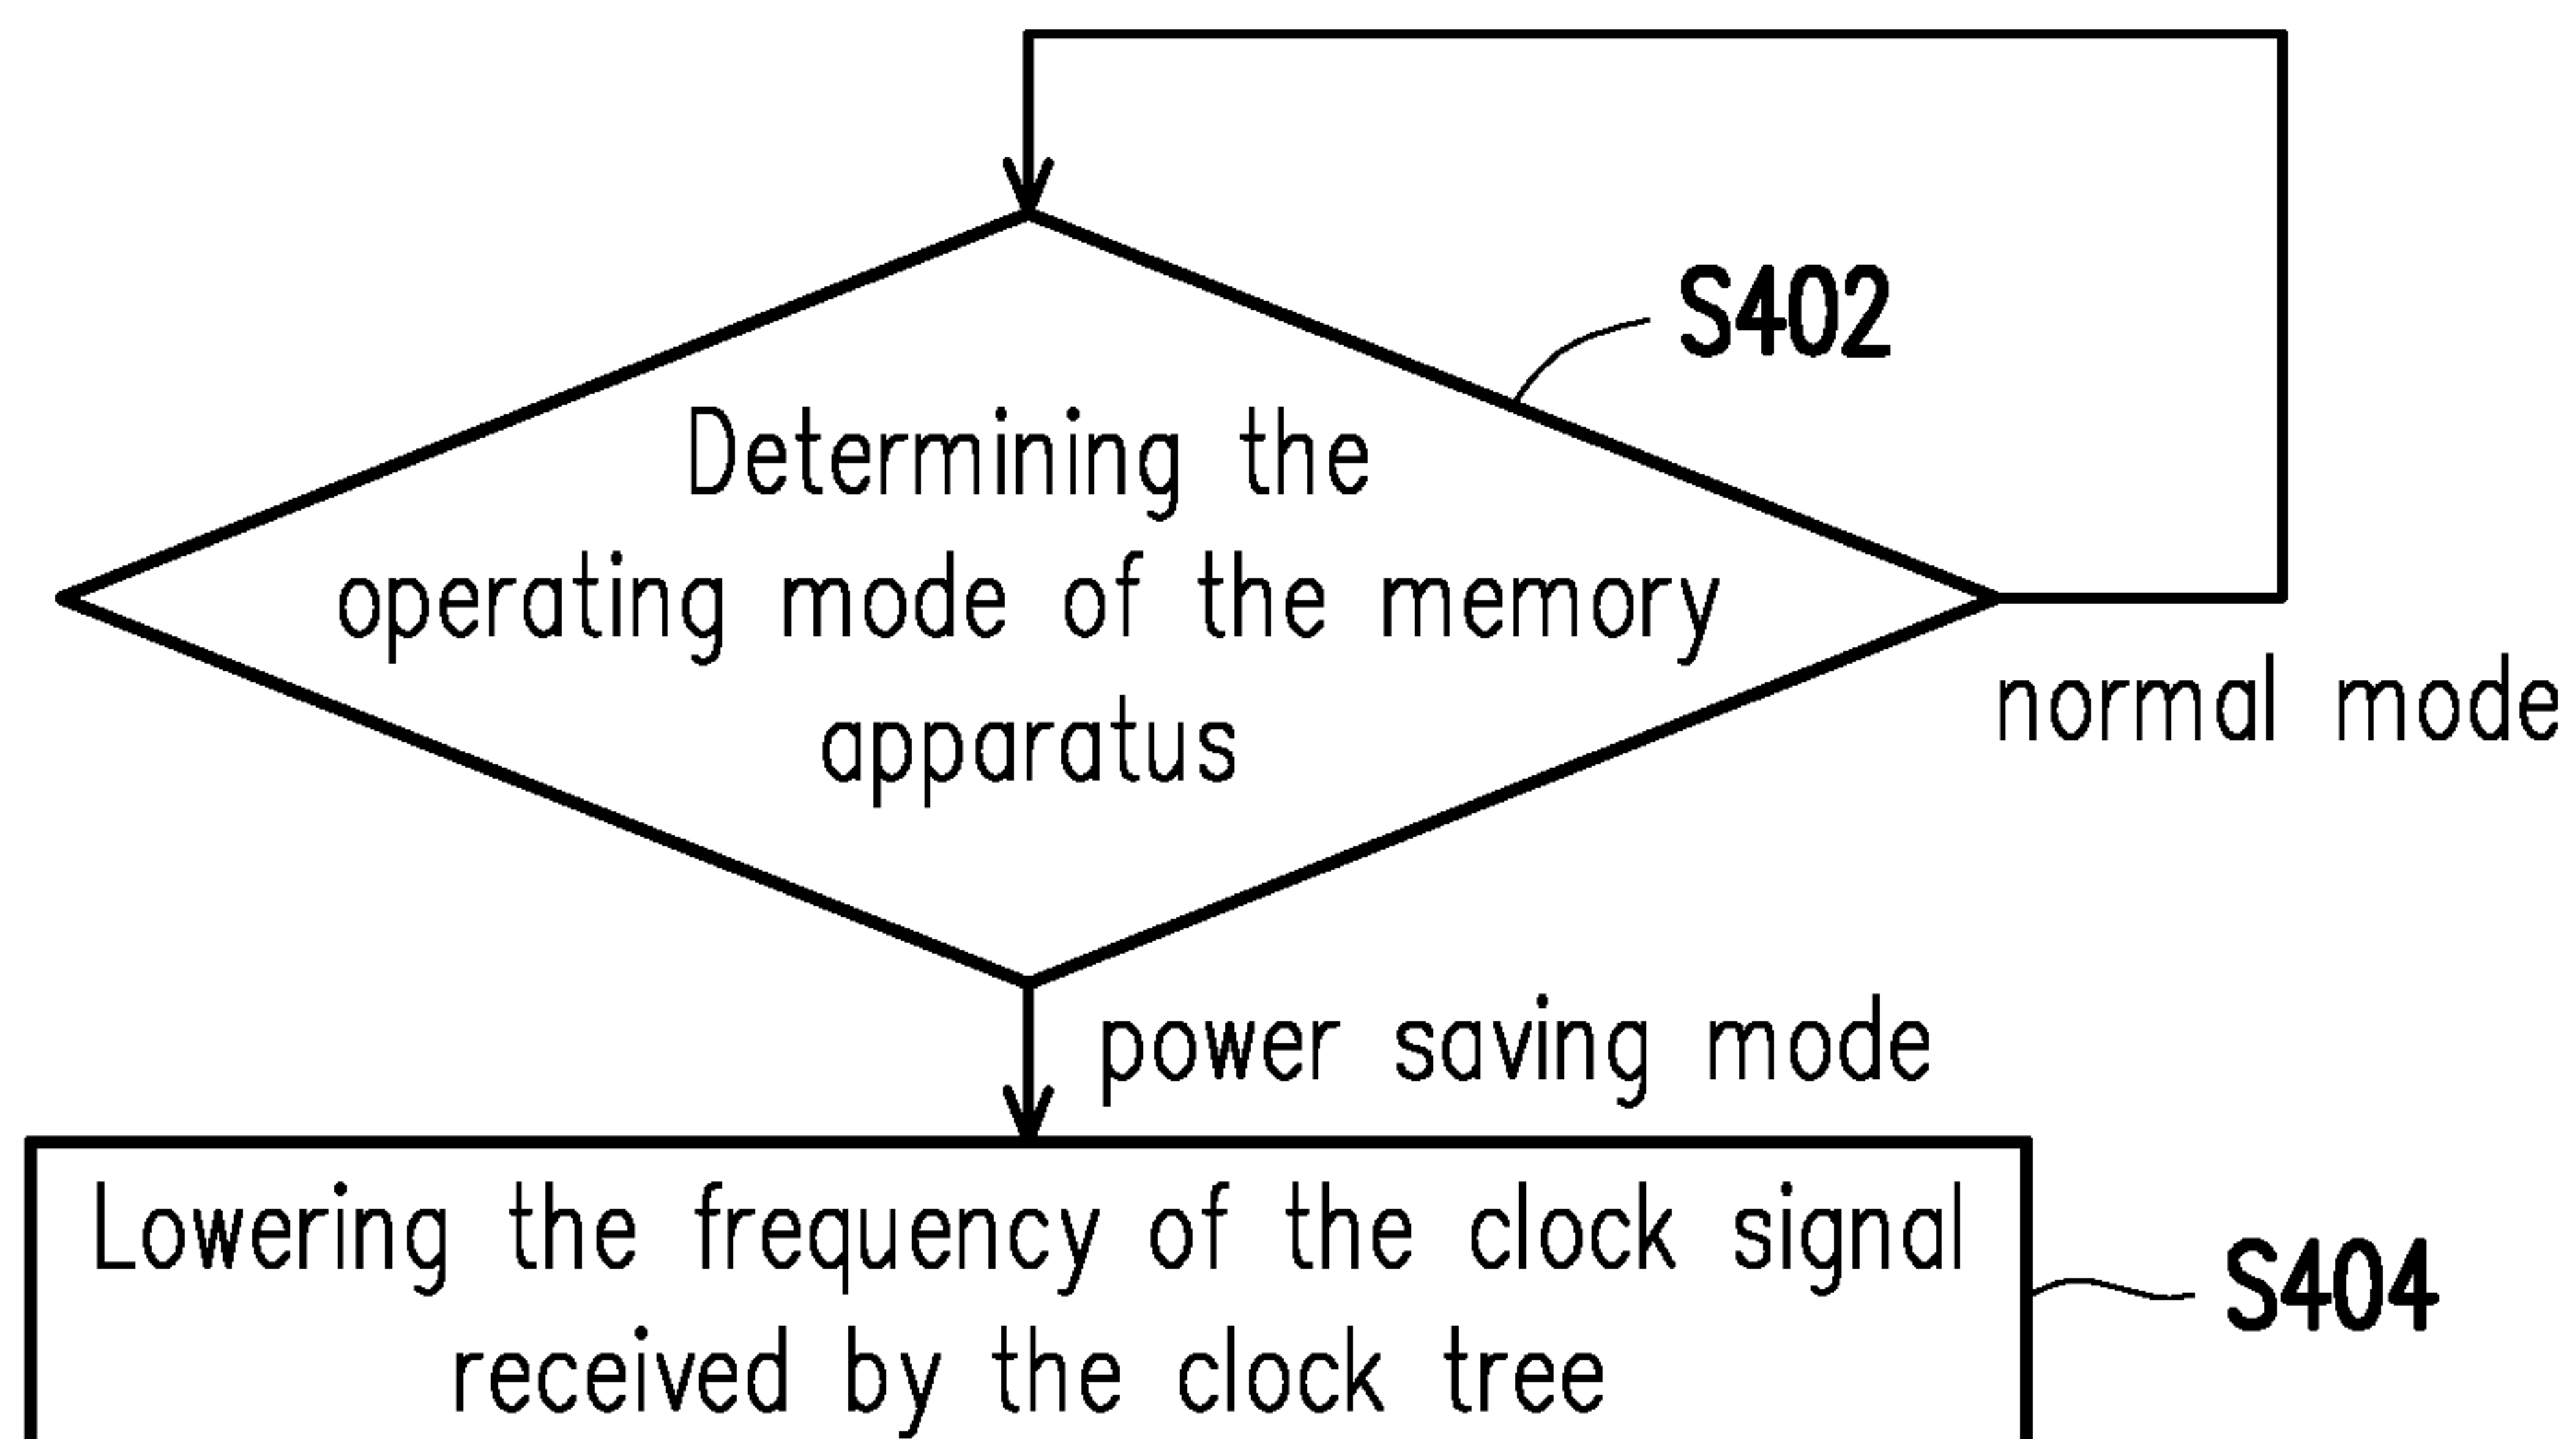 S402
Determining the
operating mode of the memory
apparatus
normal mode
power saving mode
Lowering the frequency of the clock signal
received by the clock tree
S404